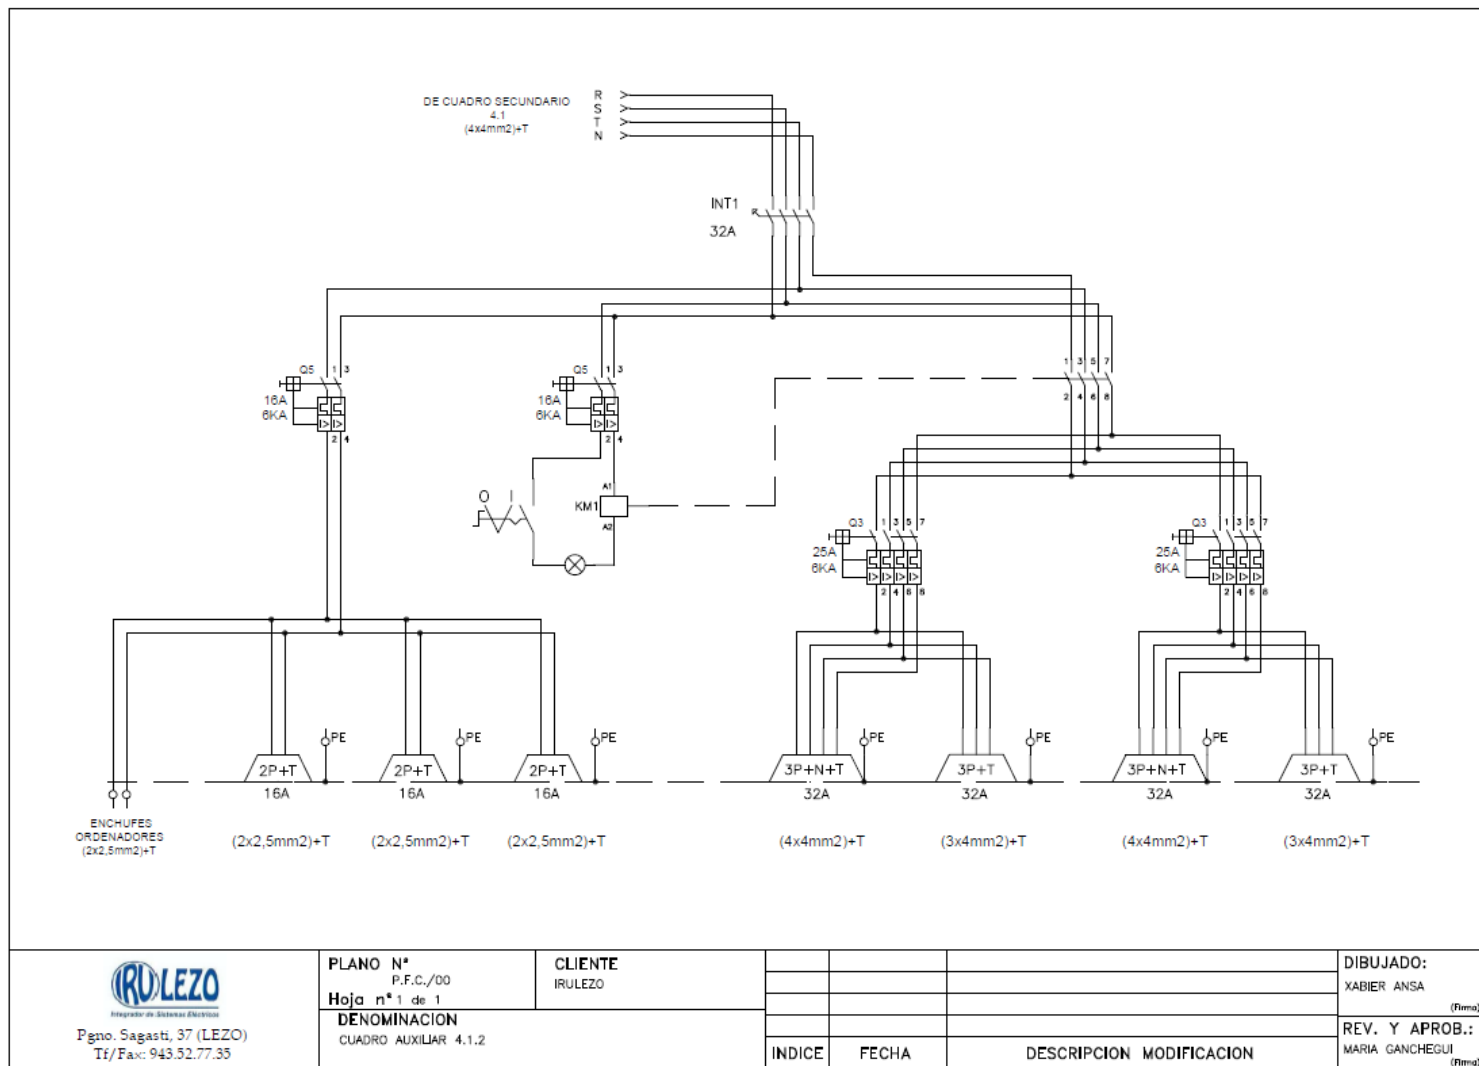 DE CUADRO SECUNDARIO
4.1
(4x4mm2)+T
R
S
T
N
INT1
32A
Q5
1
3
16A
6KA
2
4
Q5
1
3
16A
6KA
2
4
1
3
5
7
2
4
6
8
O
I
A1
KM1
A2
Q3
1
3
5
7
25A
6KA
2
4
6
8
Q3
1
3
5
7
25A
6KA
2
4
6
8
PE
PE
PE
PE
PE
PE
PE
2P+T
2P+T
2P+T
3P+N+T
3P+T
3P+N+T
3P+T
16A
16A
16A
32A
32A
32A
32A
ENCHUFES
ORDENADORES
(2x2,5mm2)+T
(2x2,5mm2)+T
(2x2,5mm2)+T
(2x2,5mm2)+T
(4x4mm2)+T
(3x4mm2)+T
(4x4mm2)+T
(3x4mm2)+T
IRULEZO
Integrador de Sistemas Eléctricos
Pgno. Sagasti, 37 (LEZO)
Tf/Fax: 943.52.77.35
PLANO Nª
P.F.C./00
Hoja nª 1 de 1
CLIENTE
IRULEZO
DENOMINACION
CUADRO AUXILIAR 4.1.2
INDICE
FECHA
DESCRIPCION MODIFICACION
DIBUJADO:
XABIER ANSA
(Firma)
REV. Y APROB.:
MARIA GANCHEGUI
(Firma)